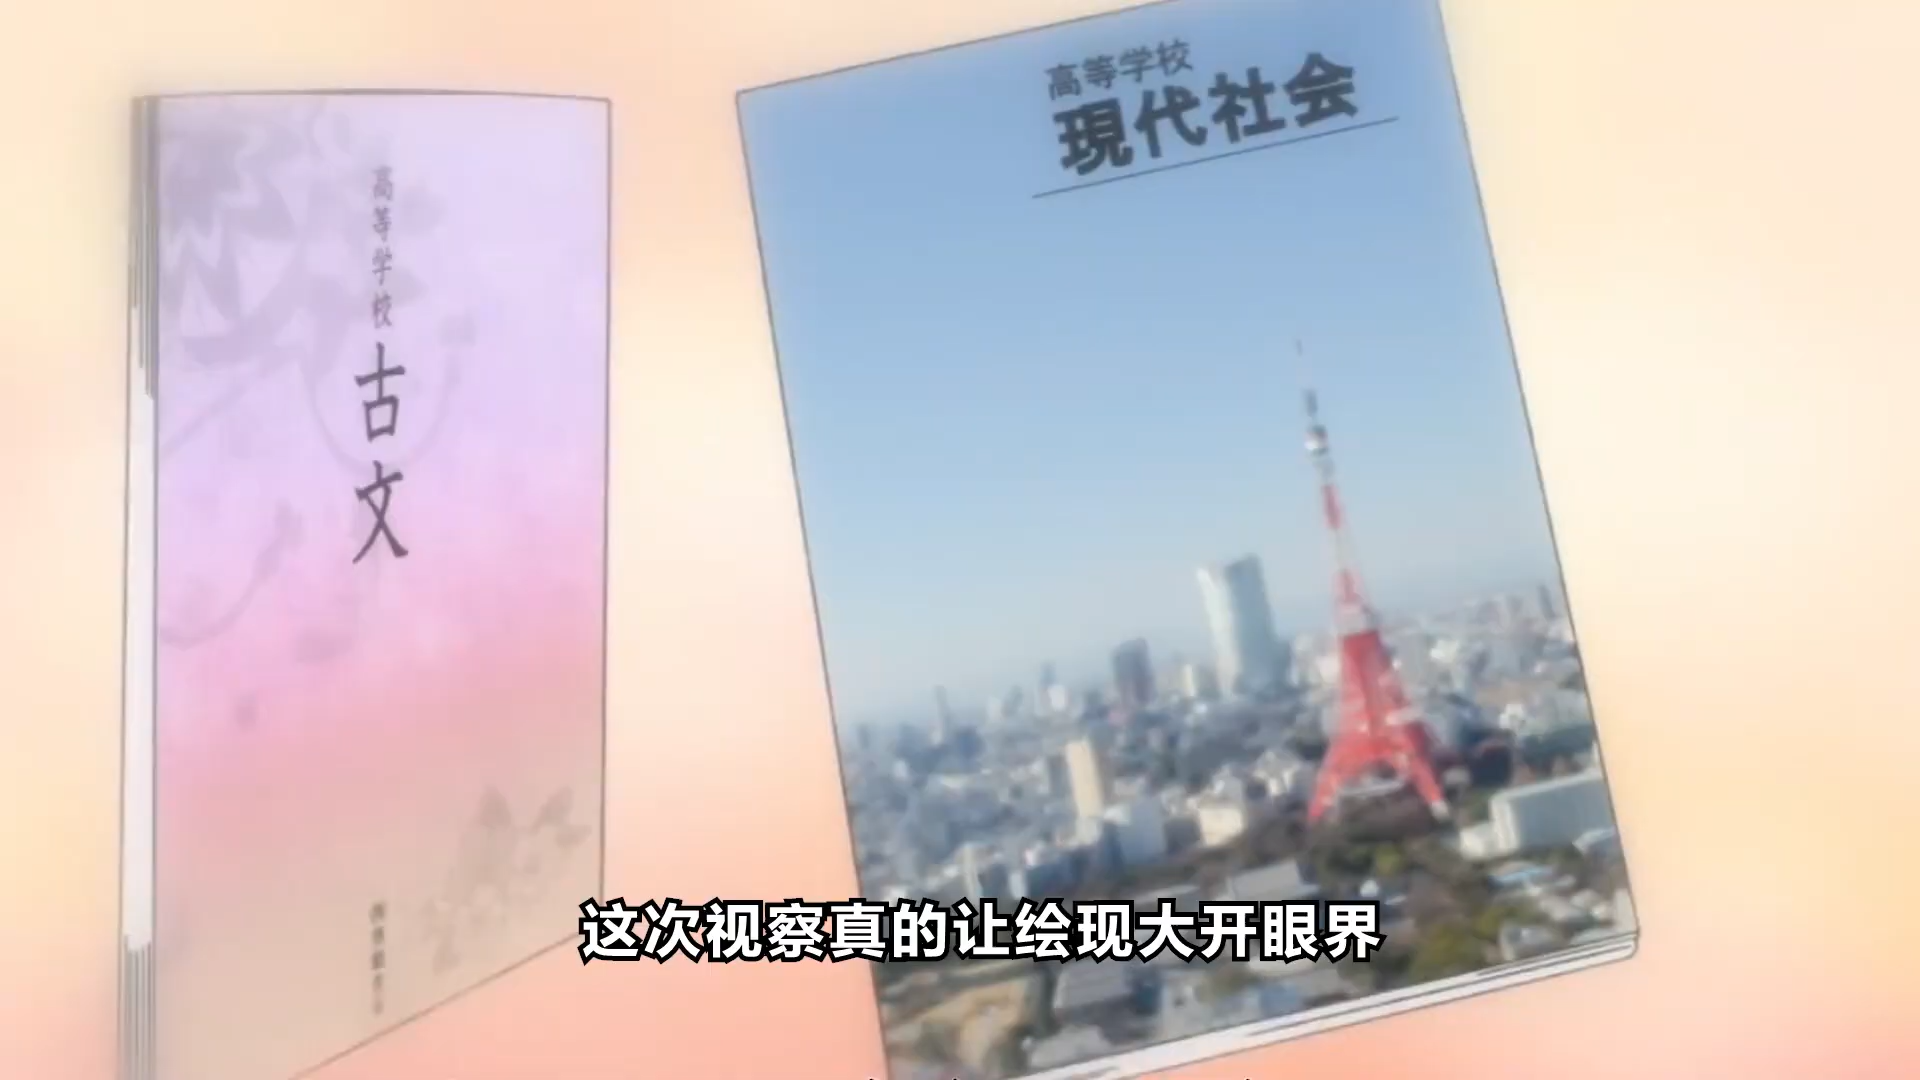 高等学校
古文
高等学校
現代社会
这次视察真的让绘现大开眼界